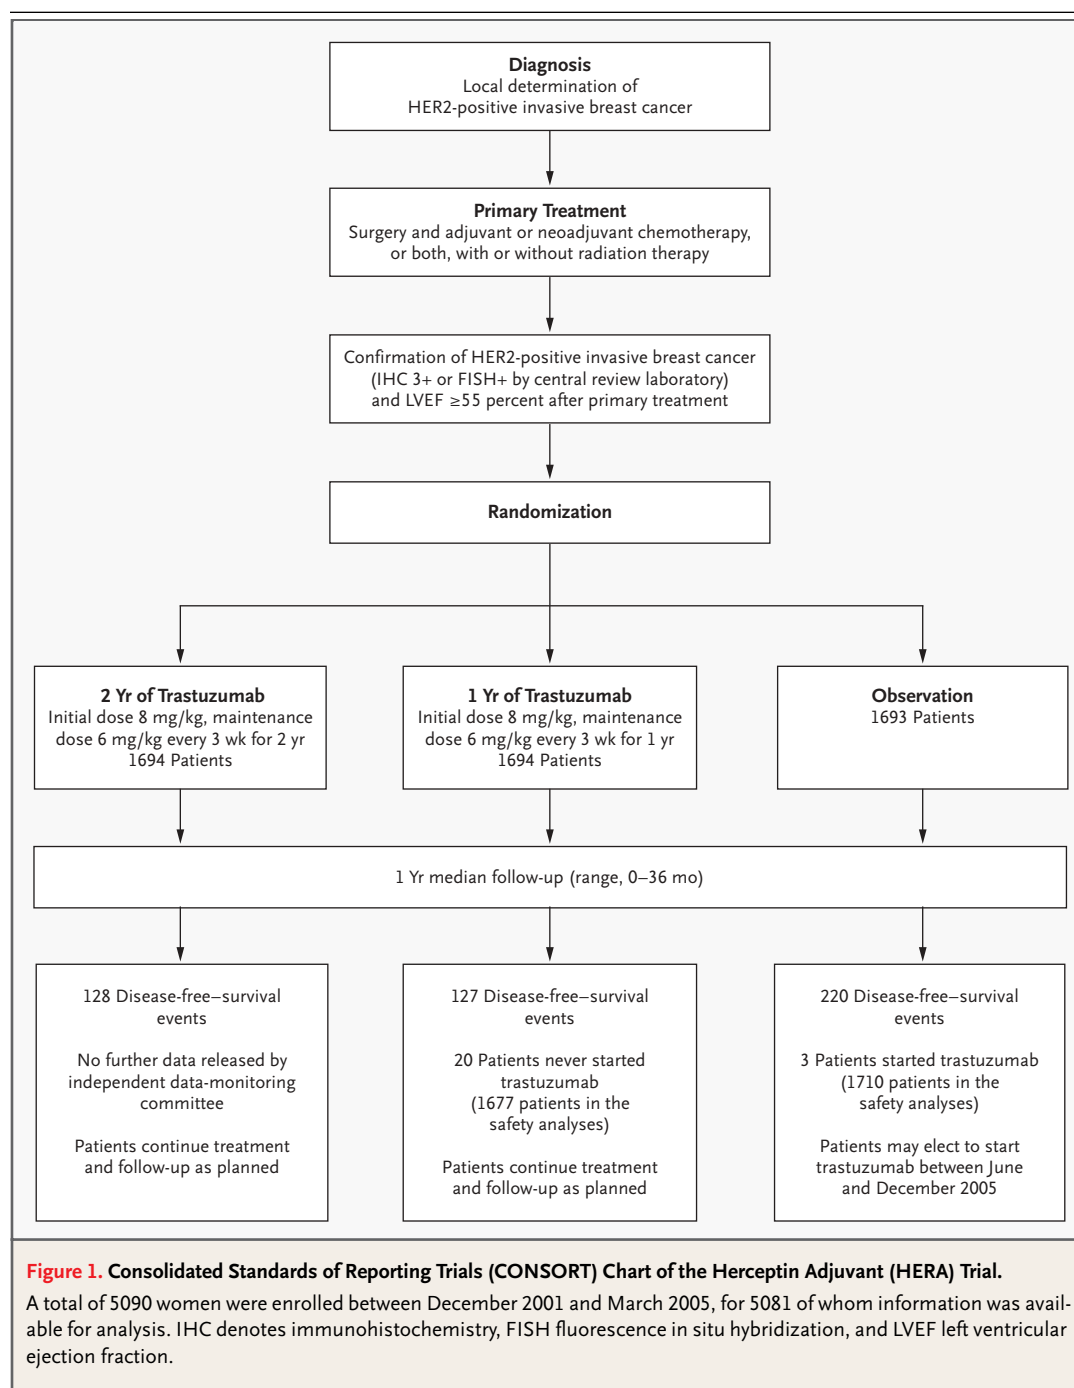 Diagnosis
Local determination of
HER2-positive invasive breast cancer
Primary Treatment
Surgery and adjuvant or neoadjuvant chemotherapy,
or both, with or without radiation therapy
Confirmation of HER2-positive invasive breast cancer
(IHC 3+ or FISH+ by central review laboratory)
and LVEF ≥55 percent after primary treatment
Randomization
2 Yr of Trastuzumab
Initial dose 8 mg/kg, maintenance
dose 6 mg/kg every 3 wk for 2 yr
1694 Patients
1 Yr of Trastuzumab
Initial dose 8 mg/kg, maintenance
dose 6 mg/kg every 3 wk for 1 yr
1694 Patients
Observation
1693 Patients
1 Yr median follow-up (range, 0–36 mo)
128 Disease-free–survival
events
No further data released by
independent data-monitoring
committee
Patients continue treatment
and follow-up as planned
127 Disease-free–survival
events
20 Patients never started
trastuzumab
(1677 patients in the
safety analyses)
Patients continue treatment
and follow-up as planned
220 Disease-free–survival
events
3 Patients started trastuzumab
(1710 patients in the
safety analyses)
Patients may elect to start
trastuzumab between June
and December 2005
Figure 1. Consolidated Standards of Reporting Trials (CONSORT) Chart of the Herceptin Adjuvant (HERA) Trial.
A total of 5090 women were enrolled between December 2001 and March 2005, for 5081 of whom information was avail-
able for analysis. IHC denotes immunohistochemistry, FISH fluorescence in situ hybridization, and LVEF left ventricular
ejection fraction.